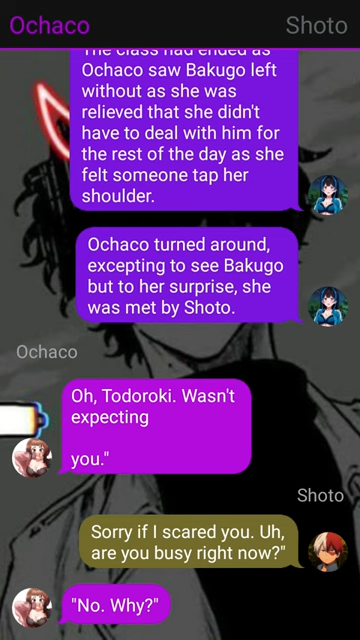 Ochaco Shoto
The class had ended as
Ochaco saw Bakugo left
without as she was
relieved that she didn't
have to deal with him for
the rest of the day as she
felt someone tap her
shoulder.
Ochaco turned around,
excepting to see Bakugo
but to her surprise, she
was met by Shoto.
Ochaco
Oh, Todoroki. Wasn't
expecting
you."
Shoto
Sorry if I scared you. Uh,
are you busy right now?"
"No. Why?"